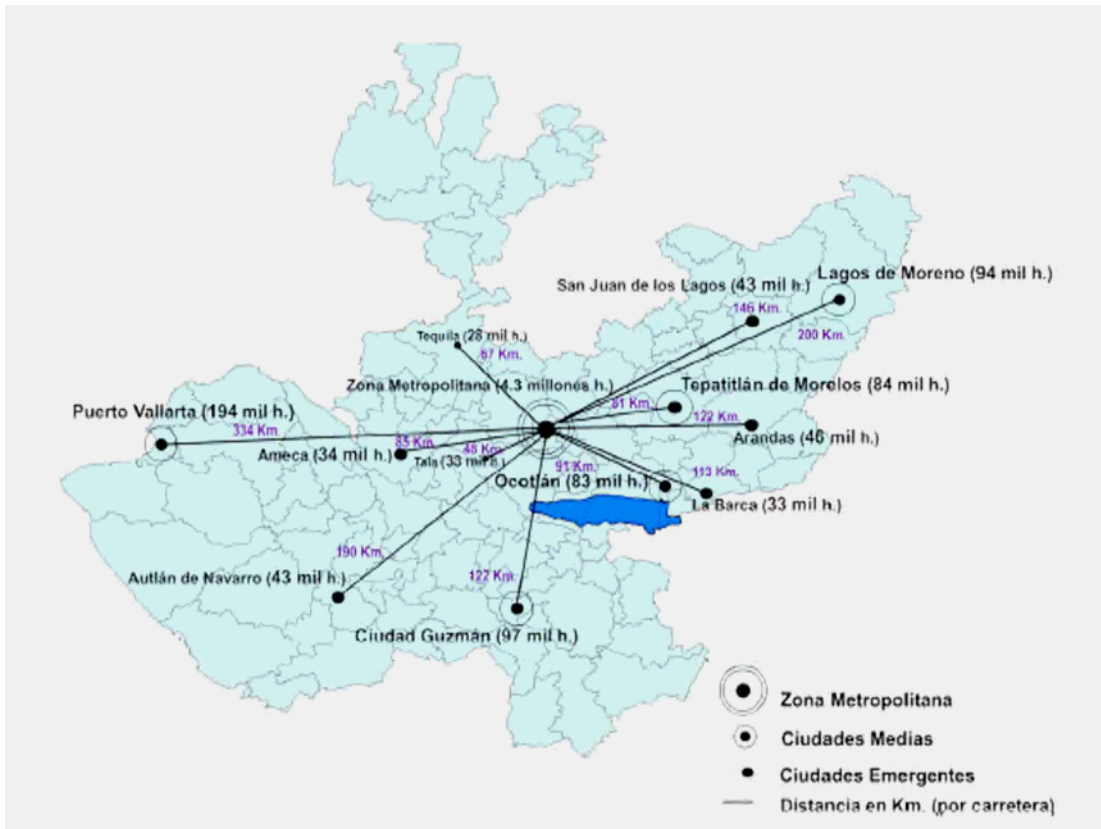 Lagos de Moreno (94 mil h.)
San Juan de los Lagos (43 mil h.)
146 Km.
200 Km.
Tequila (28 mil h.)
67 Km.
Zona Metropolitana (4.3 millones h.)
Tepatitlán de Morelos (84 mil h.)
81 Km.
122 Km.
Puerto Vallarta (194 mil h.)
334 Km.
Arandas (46 mil h.)
85 Km.
Ameca (34 mil h.)
48 Km.
Tala (33 mil h.)
91 Km.
113 Km.
Ocotlán (83 mil h.)
La Barca (33 mil h.)
190 Km.
Autlán de Navarro (43 mil h.)
122 Km.
Ciudad Guzmán (97 mil h.)
Zona Metropolitana
Ciudades Medias
Ciudades Emergentes
Distancia en Km. (por carretera)